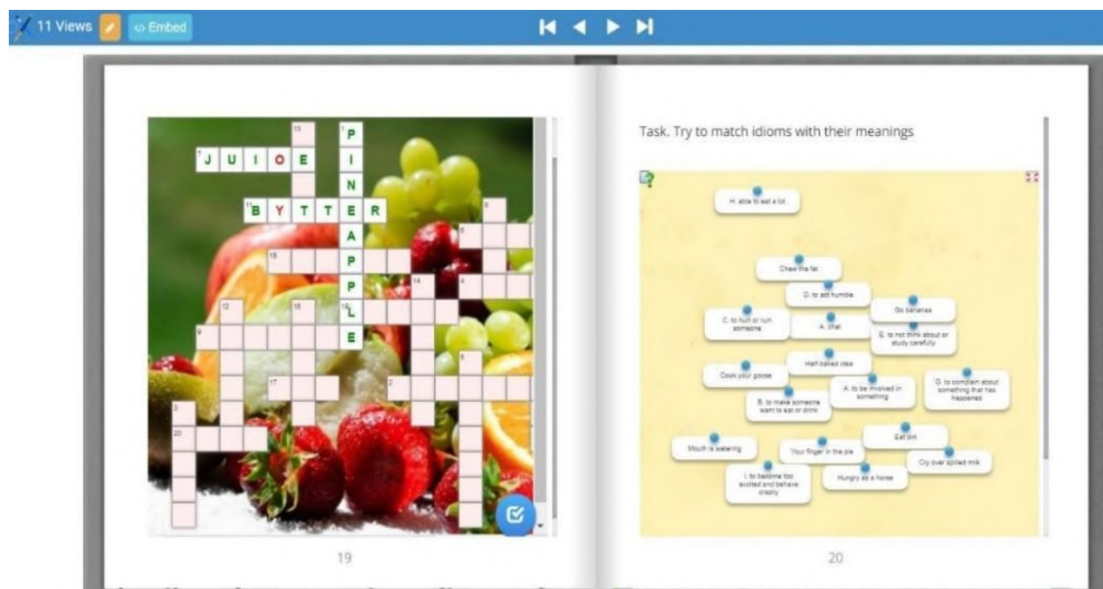 11 Views
</> Embed
PINEAPPLE
JUIOE
BYTTER
Task. Try to match idioms with their meanings
H. able to eat a lot
Chew the fat
D. to act humble
Go bananas
C. to hurt or ruin
someone
A. chat
E. to not think about or
study carefully
Half-baked idea
Cook your goose
A. to be involved in
something
G. to complain about
something that has
happened
B. to make someone
want to eat or drink
Eat dirt
Mouth is watering
Your finger in the pie
Cry over spilled milk
I. to become too
excited and behave
crazily
Hungry as a horse
19
20